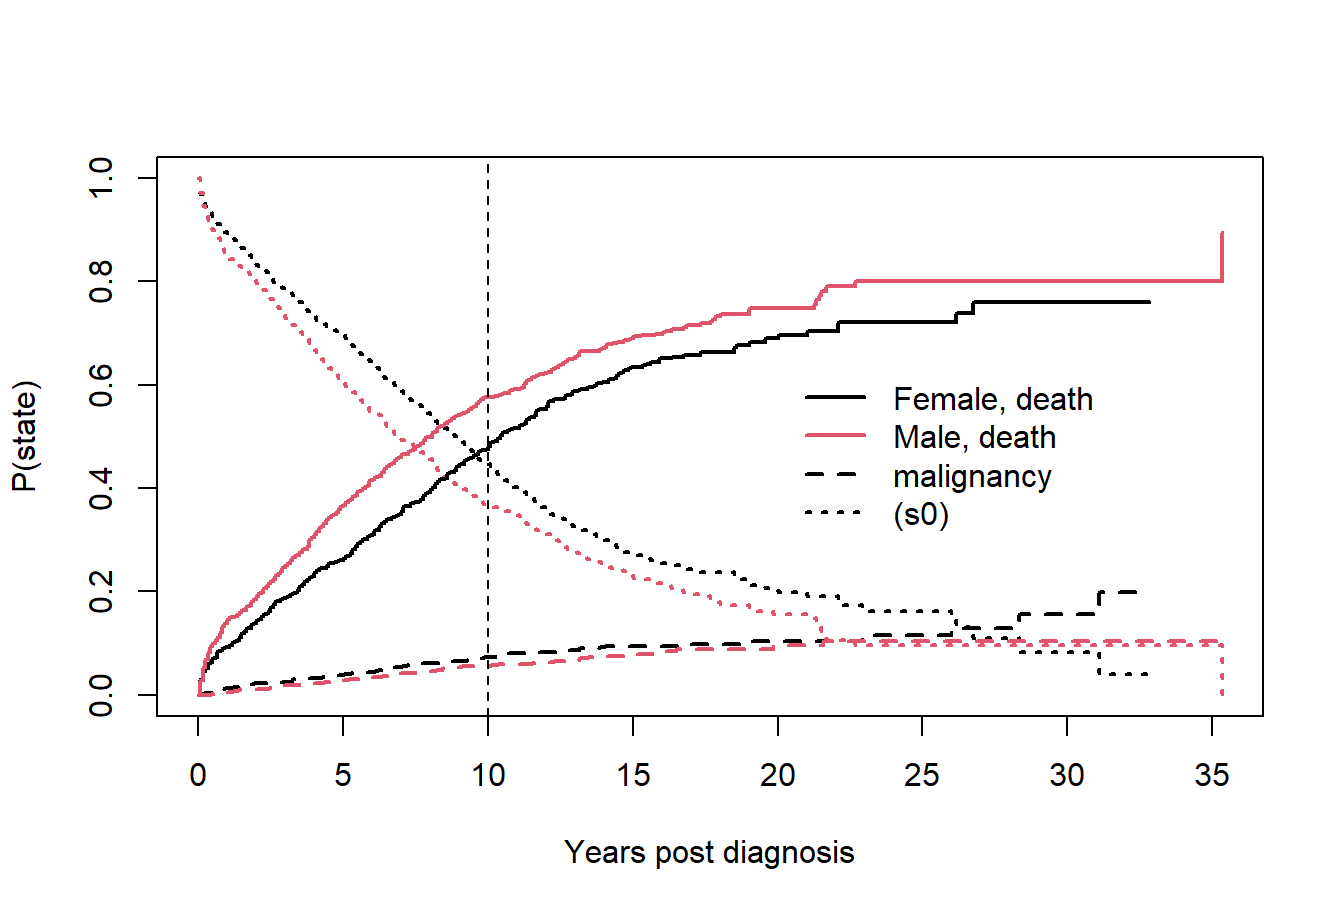 P(state)
1.0
0.8
0.6
0.4
0.2
0.0
Female, death
Male, death
malignancy
(s0)
0 5 10 15 20 25 30 35
Years post diagnosis